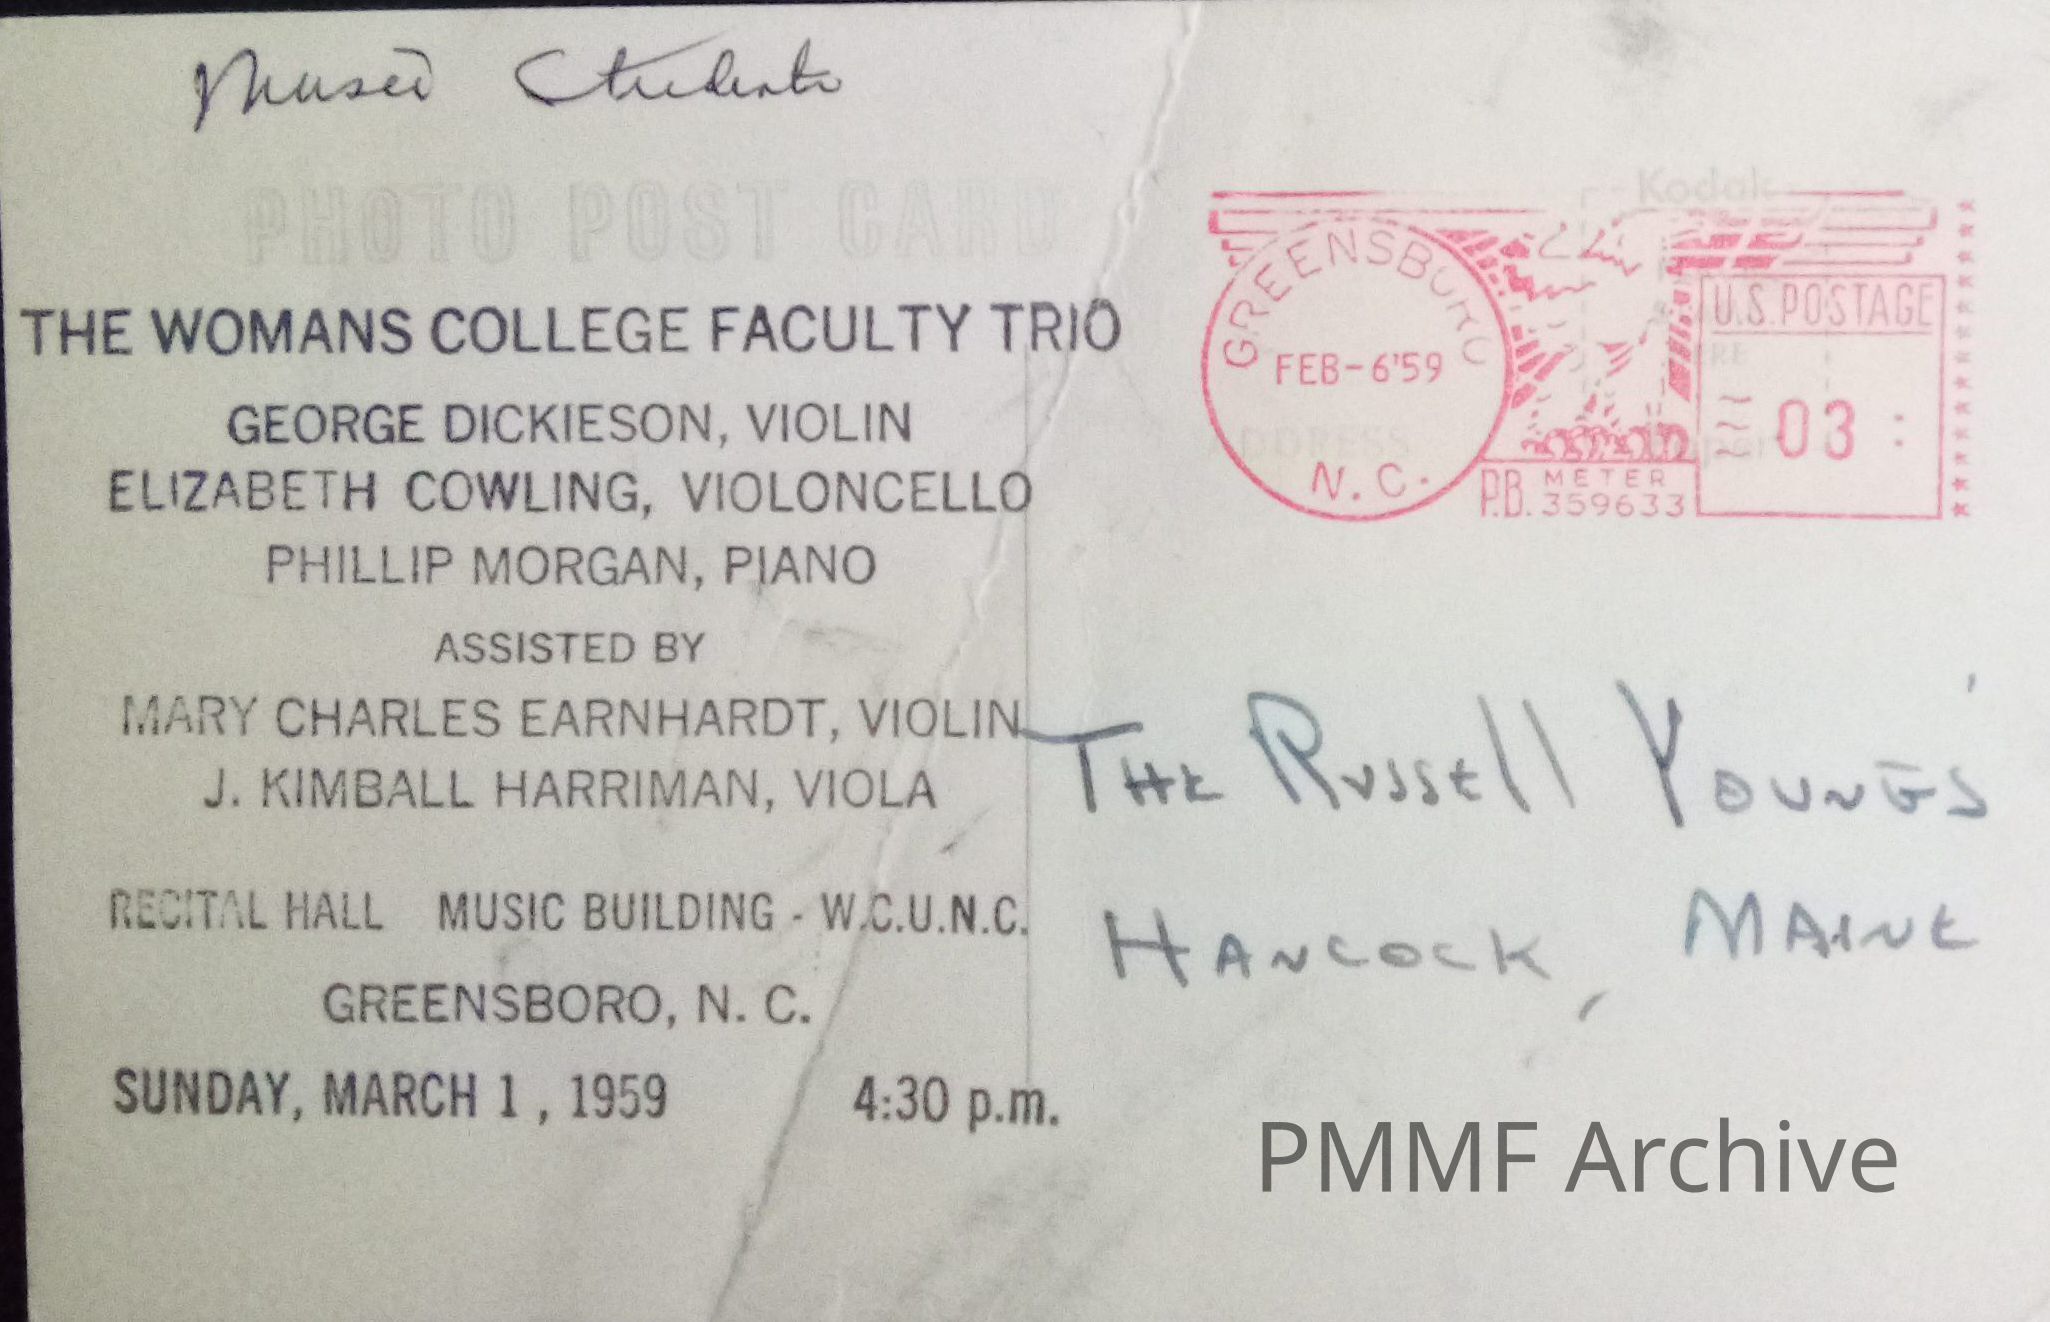 Music Students
PHOTO POST CARD
THE WOMANS COLLEGE FACULTY TRIO
GEORGE DICKIESON, VIOLIN
ELIZABETH COWLING, VIOLONCELLO
PHILLIP MORGAN, PIANO
ASSISTED BY
MARY CHARLES EARNHARDT, VIOLIN
J. KIMBALL HARRIMAN, VIOLA
RECITAL HALL MUSIC BUILDING - W.C.U.N.C.
GREENSBORO, N. C.
SUNDAY, MARCH 1, 1959 4:30 p.m.
Kodak
GREENSBORO
FEB-6'59
N.C.
U.S. POSTAGE
03
P.B. METER
359633
ADDRESS
THE RUSSEll YOUNGS'
HANCOCK, MAINE
PMMF Archive